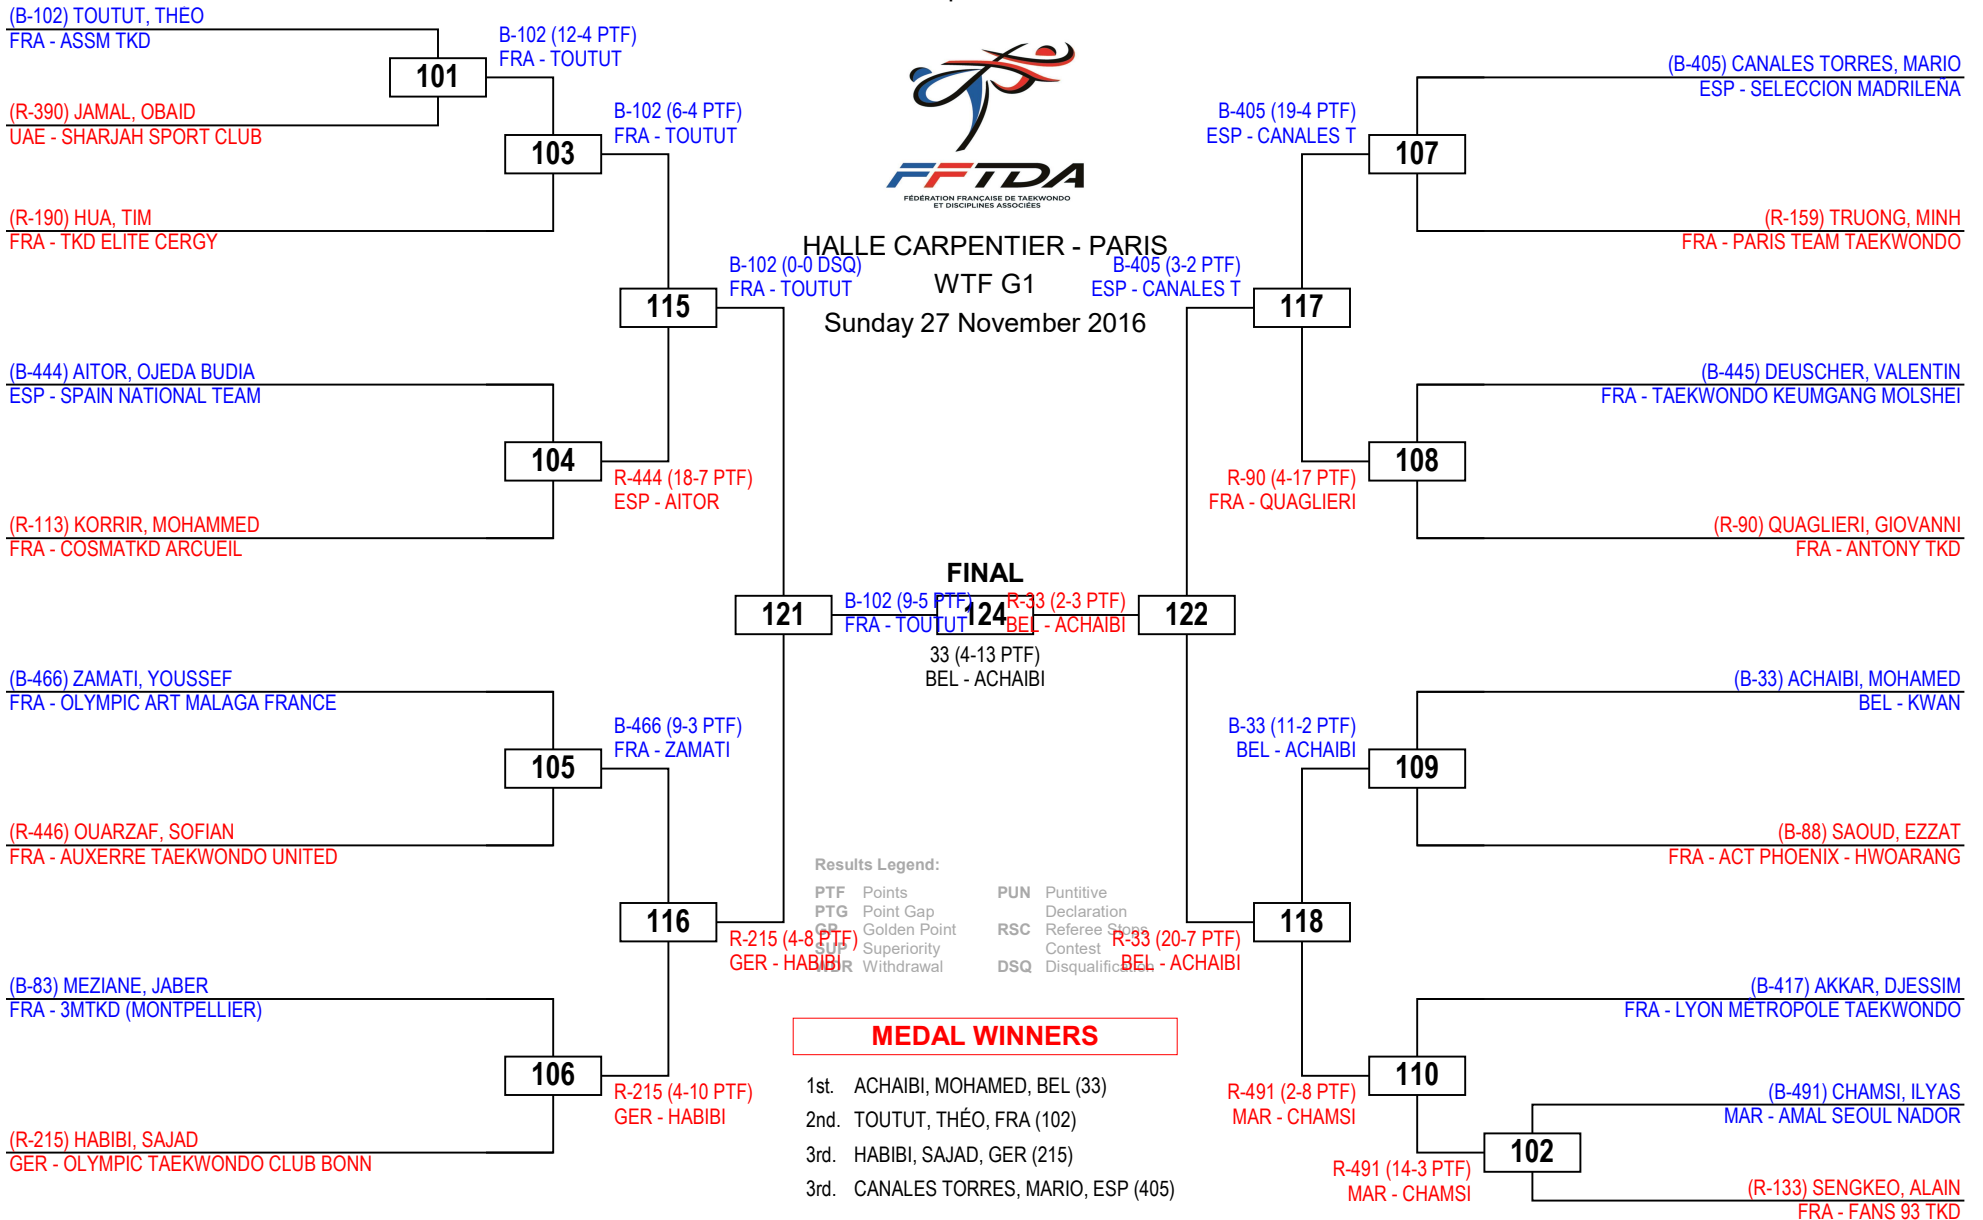 (B-102) TOUTUT, THÉO
FRA - ASSM TKD
(R-390) JAMAL, OBAID
UAE - SHARJAH SPORT CLUB
(R-190) HUA, TIM
FRA - TKD ELITE CERGY
(B-444) AITOR, OJEDA BUDIA
ESP - SPAIN NATIONAL TEAM
(R-113) KORRIR, MOHAMMED
FRA - COSMATKD ARCUEIL
(B-466) ZAMATI, YOUSSEF
FRA - OLYMPIC ART MALAGA FRANCE
(R-446) OUARZAF, SOFIAN
FRA - AUXERRE TAEKWONDO UNITED
(B-83) MEZIANE, JABER
FRA - 3MTKD (MONTPELLIER)
(R-215) HABIBI, SAJAD
GER - OLYMPIC TAEKWONDO CLUB BONN
101
B-102 (12-4 PTF)
FRA - TOUTUT
103
B-102 (6-4 PTF)
FRA - TOUTUT
104
R-444 (18-7 PTF)
ESP - AITOR
105
B-466 (9-3 PTF)
FRA - ZAMATI
106
R-215 (4-10 PTF)
GER - HABIBI
115
B-102 (0-0 DSQ)
FRA - TOUTUT
116
R-215 (4-8 PTF)
GER - HABIBI
121
B-102 (9-5 PTF)
FRA - TOUTUT
FFTDA
FÉDÉRATION FRANÇAISE DE TAEKWONDO
ET DISCIPLINES ASSOCIÉES
HALLE CARPENTIER - PARIS
WTF G1
Sunday 27 November 2016
FINAL
124
33 (4-13 PTF)
BEL - ACHAIBI
R-33 (2-3 PTF)
BEL - ACHAIBI
122
B-405 (3-2 PTF)
ESP - CANALES T
117
R-33 (20-7 PTF)
BEL - ACHAIBI
118
B-405 (19-4 PTF)
ESP - CANALES T
107
R-90 (4-17 PTF)
FRA - QUAGLIERI
108
B-33 (11-2 PTF)
BEL - ACHAIBI
109
R-491 (2-8 PTF)
MAR - CHAMSI
110
R-491 (14-3 PTF)
MAR - CHAMSI
102
(B-405) CANALES TORRES, MARIO
ESP - SELECCION MADRILEÑA
(R-159) TRUONG, MINH
FRA - PARIS TEAM TAEKWONDO
(B-445) DEUSCHER, VALENTIN
FRA - TAEKWONDO KEUMGANG MOLSHEI
(R-90) QUAGLIERI, GIOVANNI
FRA - ANTONY TKD
(B-33) ACHAIBI, MOHAMED
BEL - KWAN
(B-88) SAOUD, EZZAT
FRA - ACT PHOENIX - HWOARANG
(B-417) AKKAR, DJESSIM
FRA - LYON MÉTROPOLE TAEKWONDO
(B-491) CHAMSI, ILYAS
MAR - AMAL SEOUL NADOR
(R-133) SENGKEO, ALAIN
FRA - FANS 93 TKD
Results Legend:
PTF Points
PTG Point Gap
GP Golden Point
SUP Superiority
WDR Withdrawal
PUN Puntitive
Declaration
RSC Referee Stops
Contest
DSQ Disqualification
MEDAL WINNERS
1st. ACHAIBI, MOHAMED, BEL (33)
2nd. TOUTUT, THÉO, FRA (102)
3rd. HABIBI, SAJAD, GER (215)
3rd. CANALES TORRES, MARIO, ESP (405)